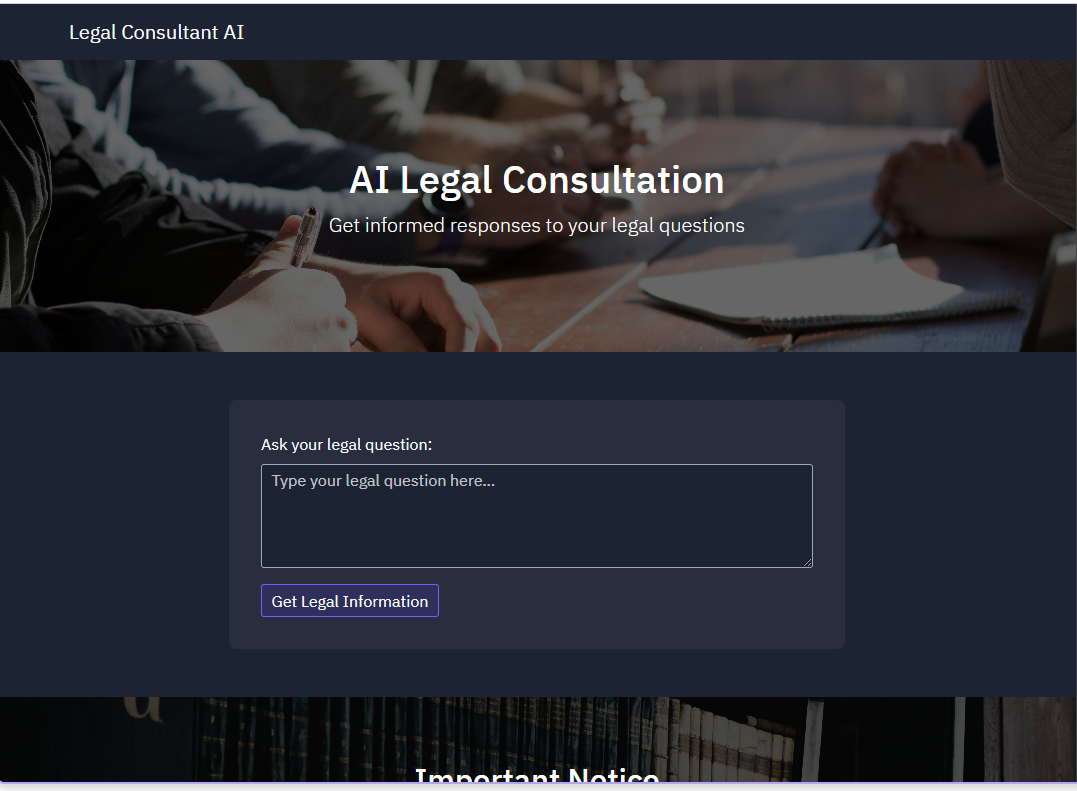 Legal Consultant AI
AI Legal Consultation
Get informed responses to your legal questions
Ask your legal question:
Type your legal question here...
Get Legal Information
Important Notice